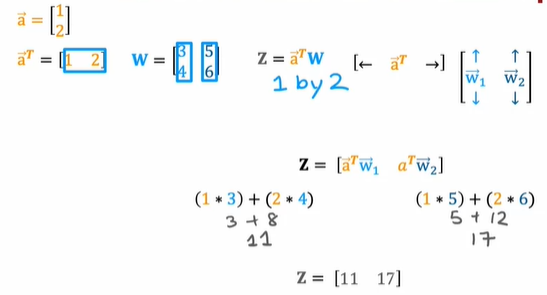 a⃗ = [1 2]
a⃗ᵀ = [1 2] W = [3 5 4 6] Z = a⃗ᵀW [← a⃗ᵀ →] [↑ ↑ w⃗₁ w⃗₂ ↓ ↓]
1 by 2
Z = [a⃗ᵀw⃗₁ aᵀw⃗₂]
(1 * 3) + (2 * 4) (1 * 5) + (2 * 6)
3 + 8 5 + 12
11 17
Z = [11 17]